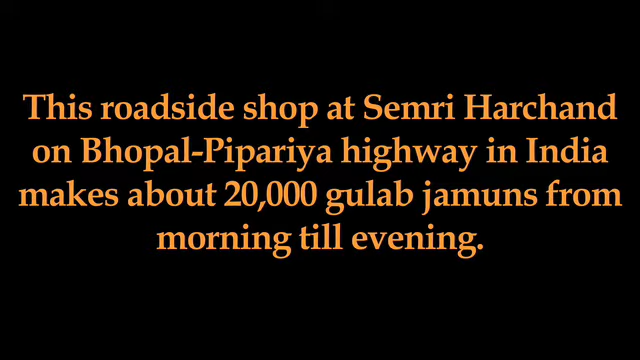 This roadside shop at Semri Harchand
on Bhopal-Pipariya highway in India
makes about 20,000 gulab jamuns from
morning till evening.